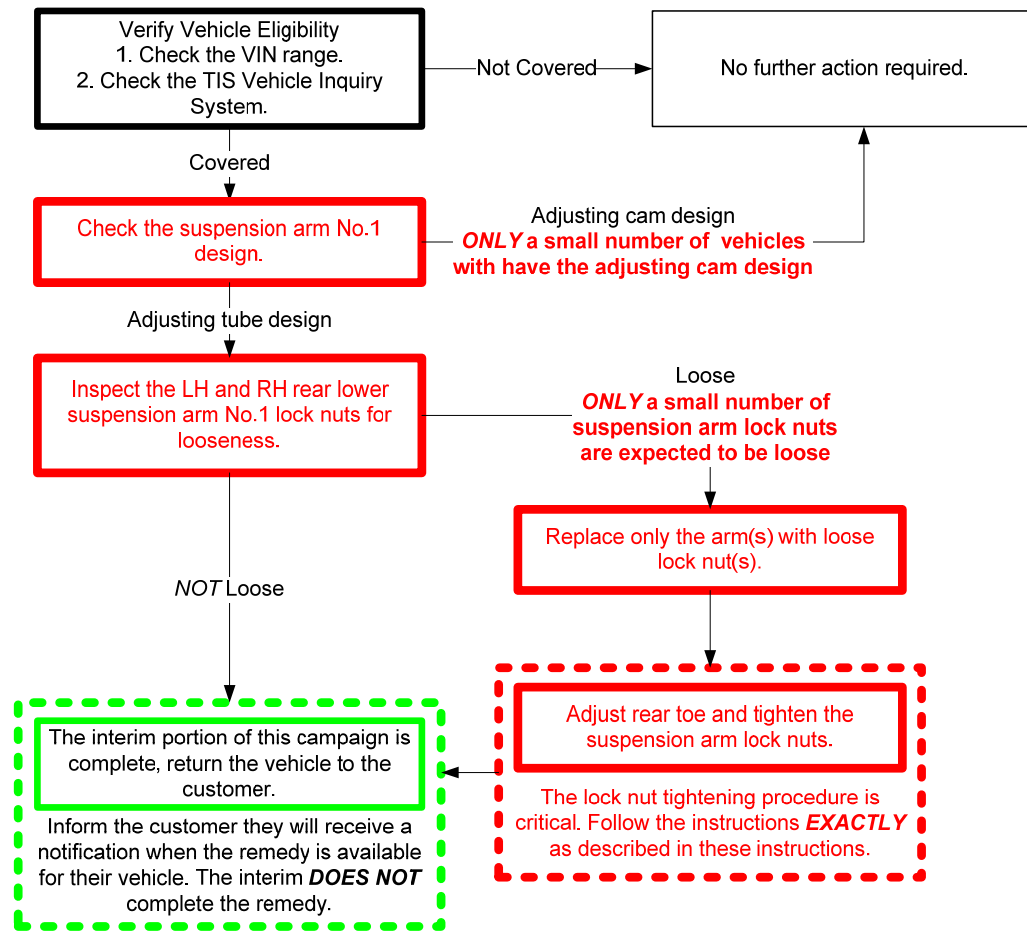 Verify Vehicle Eligibility
1. Check the VIN range.
2. Check the TIS Vehicle Inquiry
System.
Not Covered
No further action required.
Covered
Check the suspension arm No.1
design.
Adjusting cam design
ONLY a small number of vehicles
with have the adjusting cam design
Adjusting tube design
Inspect the LH and RH rear lower
suspension arm No.1 lock nuts for
looseness.
Loose
ONLY a small number of
suspension arm lock nuts
are expected to be loose
Replace only the arm(s) with loose
lock nut(s).
NOT Loose
Adjust rear toe and tighten the
suspension arm lock nuts.
The lock nut tightening procedure is
critical. Follow the instructions EXACTLY
as described in these instructions.
The interim portion of this campaign is
complete, return the vehicle to the
customer.
Inform the customer they will receive a
notification when the remedy is available
for their vehicle. The interim DOES NOT
complete the remedy.